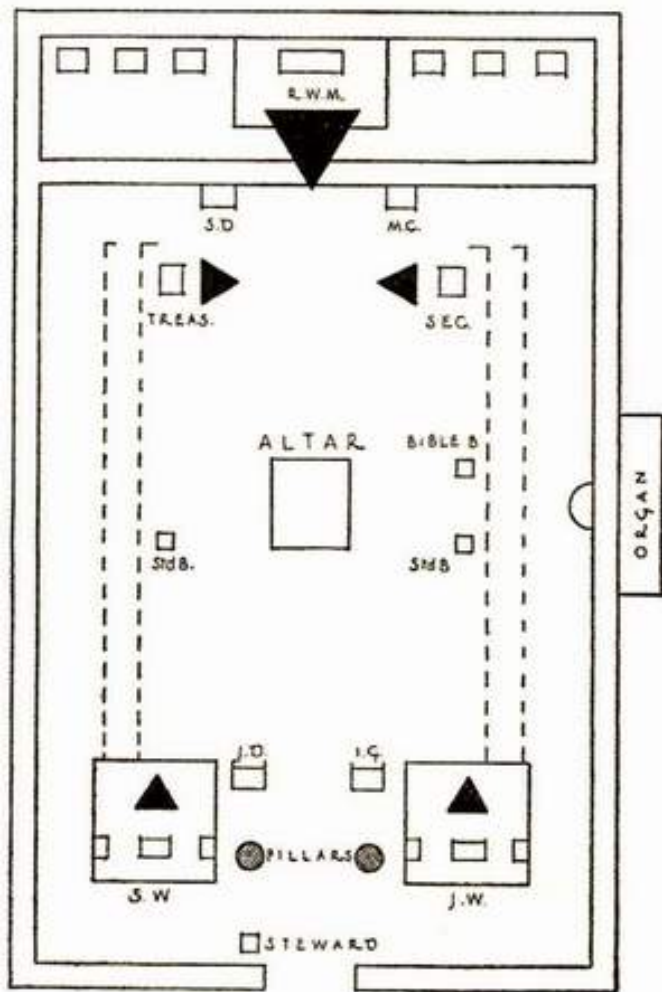 R.W.M.
S.D M.C.
TREAS. SEC.
ALTAR BIBLE B
ORGAN
StdB. StdB
J.D. I.G.
PILLARS
S.W J.W.
STEWARD